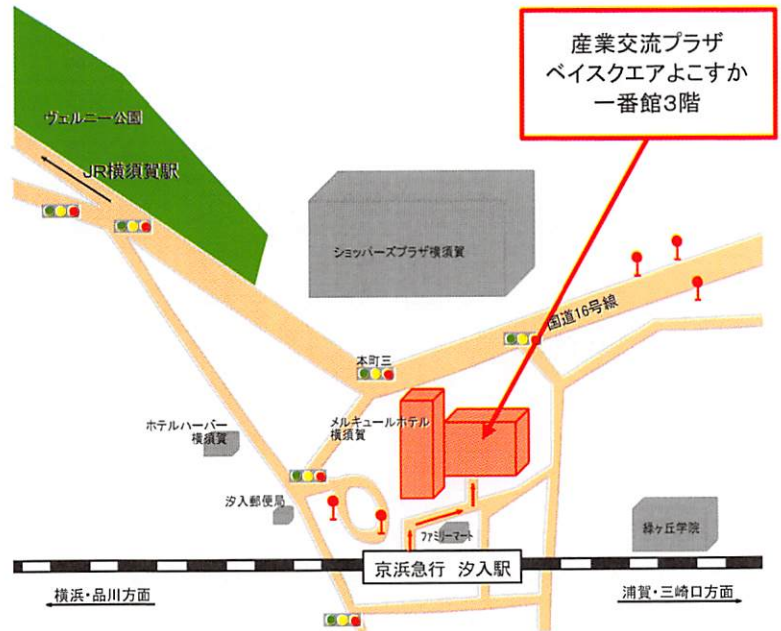 産業交流プラザ
ベイスクエアよこすか
一番館3階
ヴェルニー公園
JR横須賀駅
ショッパーズプラザ横須賀
国道16号線
本町三
ホテルハーバー
横須賀
メルキュールホテル
横須賀
汐入郵便局
ファミリーマート
緑ヶ丘学院
京浜急行 汐入駅
横浜・品川方面
浦賀・三崎口方面